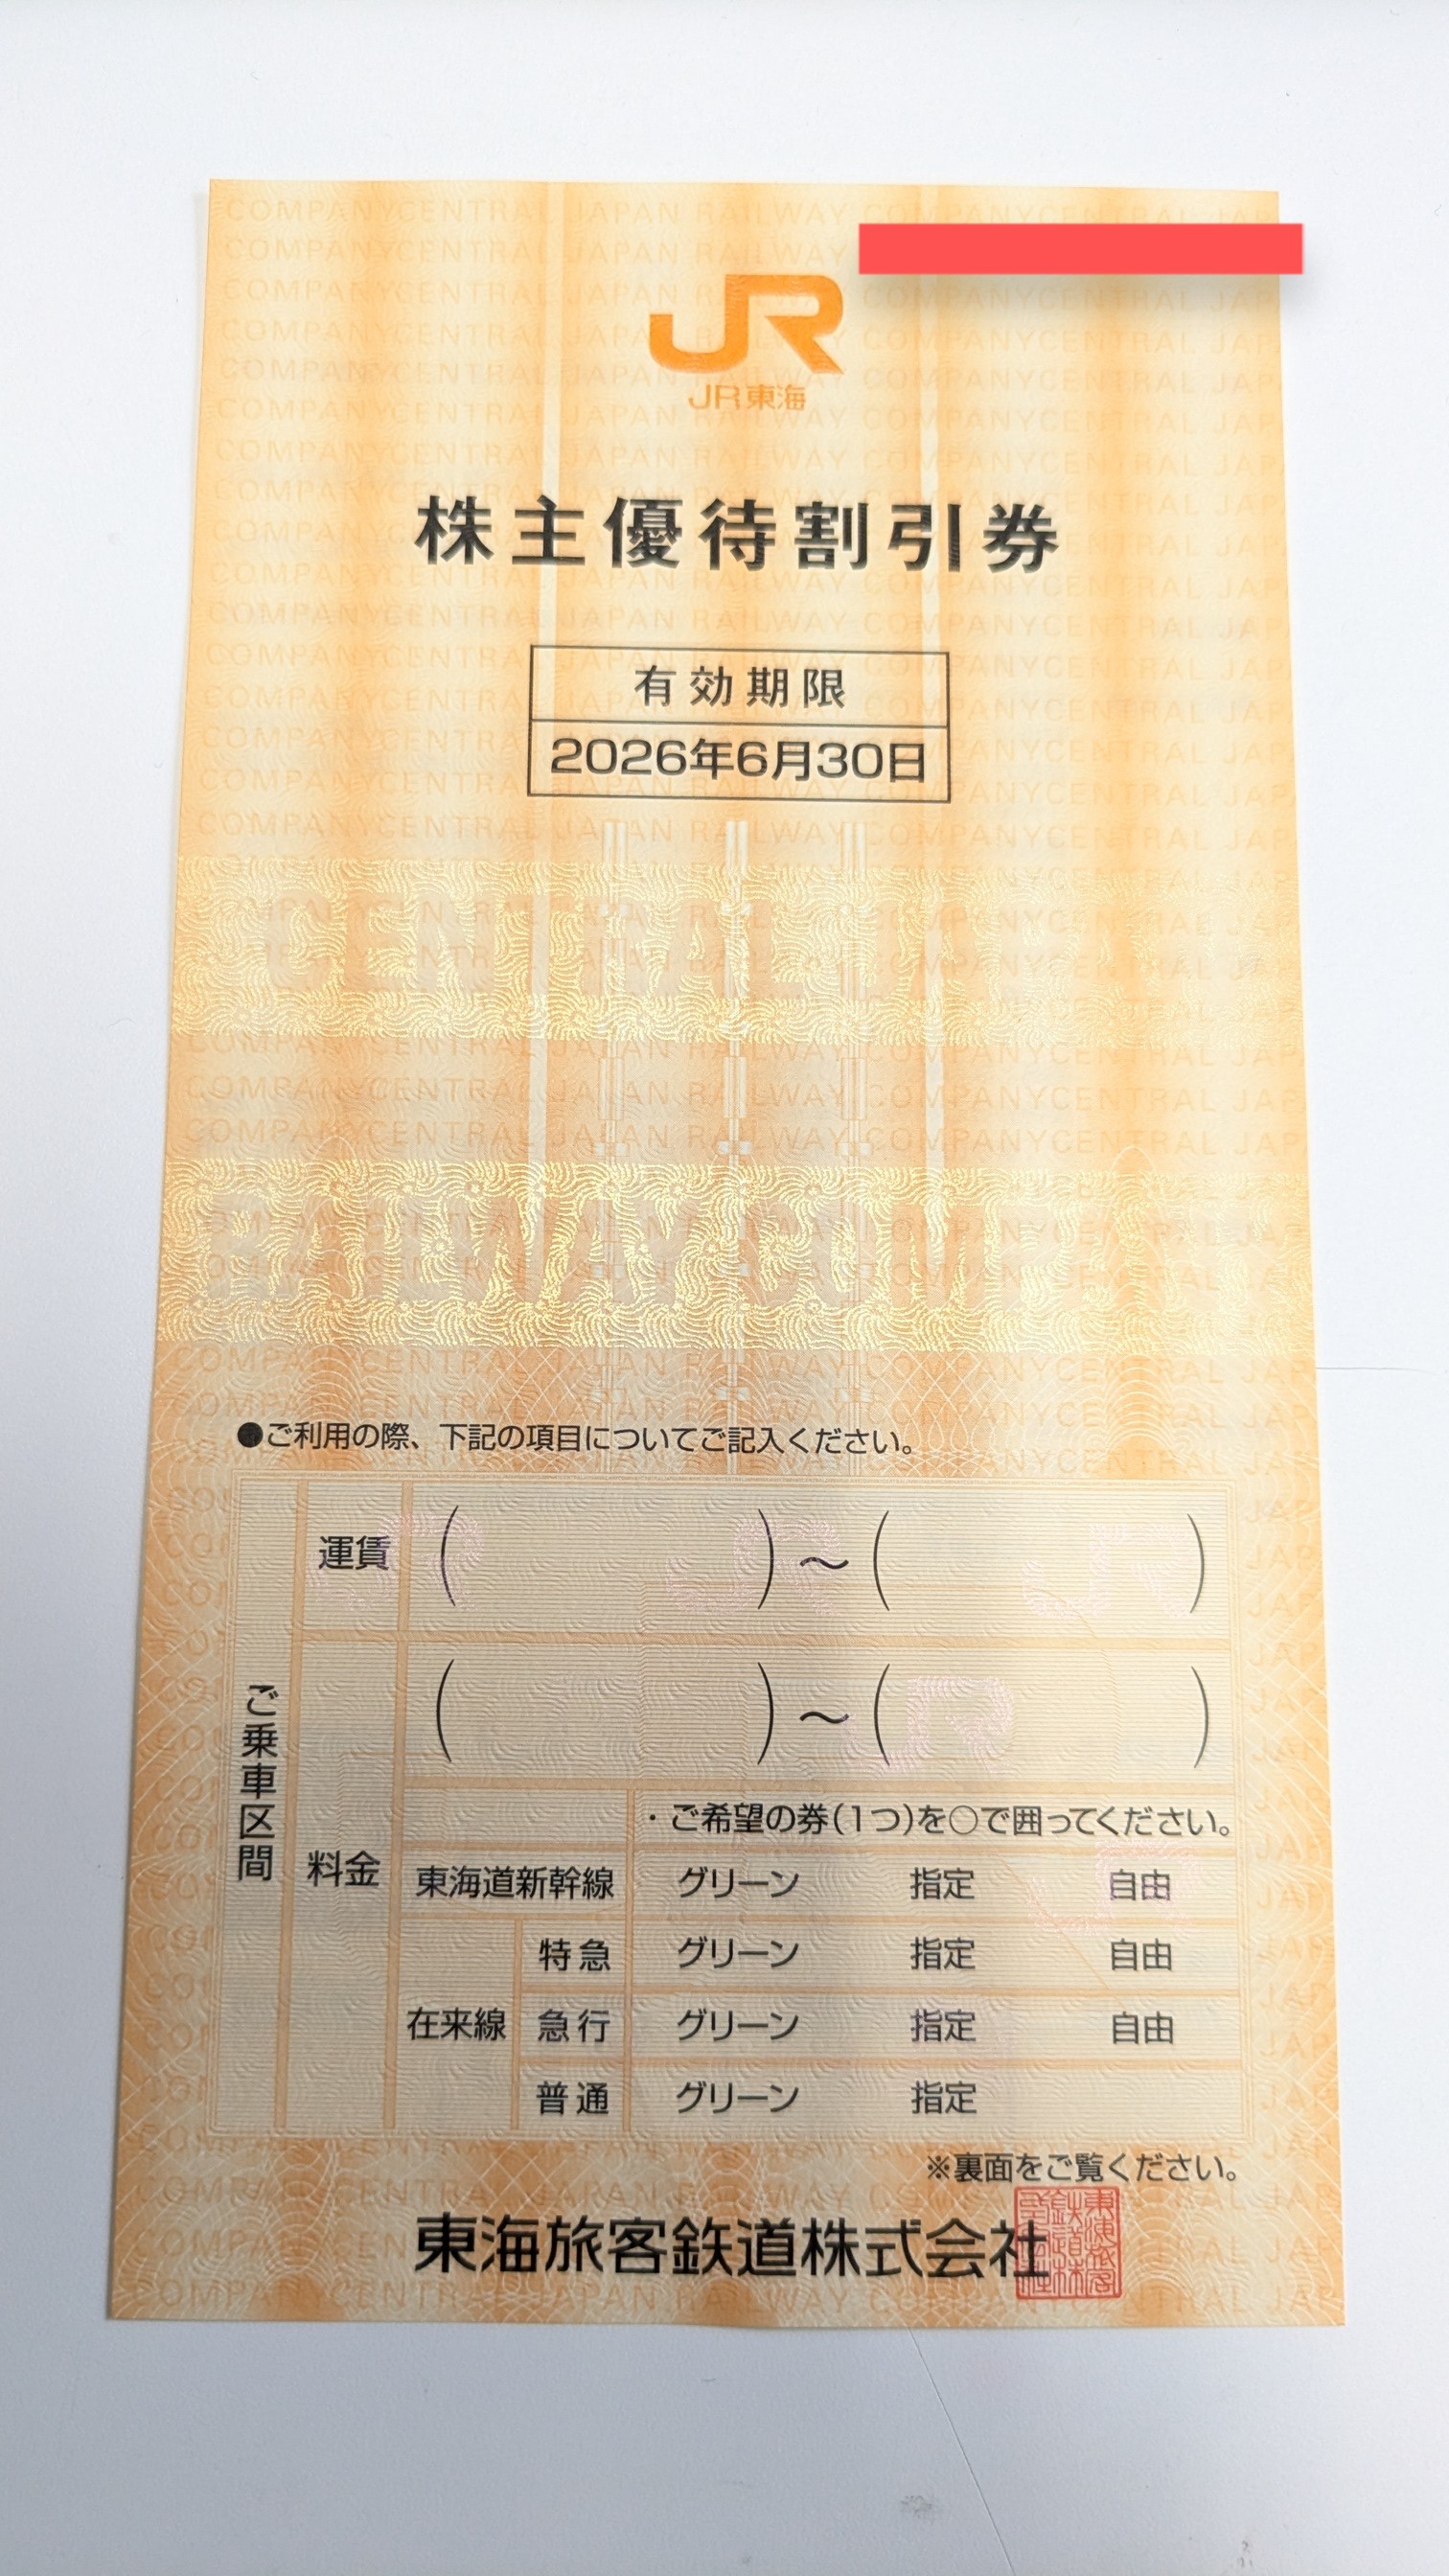 JR
JR東海
株主優待割引券
有効期限
2026年6月30日
CENTRAL JAPAN
RAILWAY COMPANY
●ご利用の際、下記の項目についてご記入ください。
ご乗車区間
運賃 ( ) ～ ( )
料金 ( ) ～ ( )
・ご希望の券(1つ)を○で囲ってください。
東海道新幹線 グリーン 指定 自由
在来線
特急 グリーン 指定 自由
急行 グリーン 指定 自由
普通 グリーン 指定
※裏面をご覧ください。
東海旅客鉄道株式会社